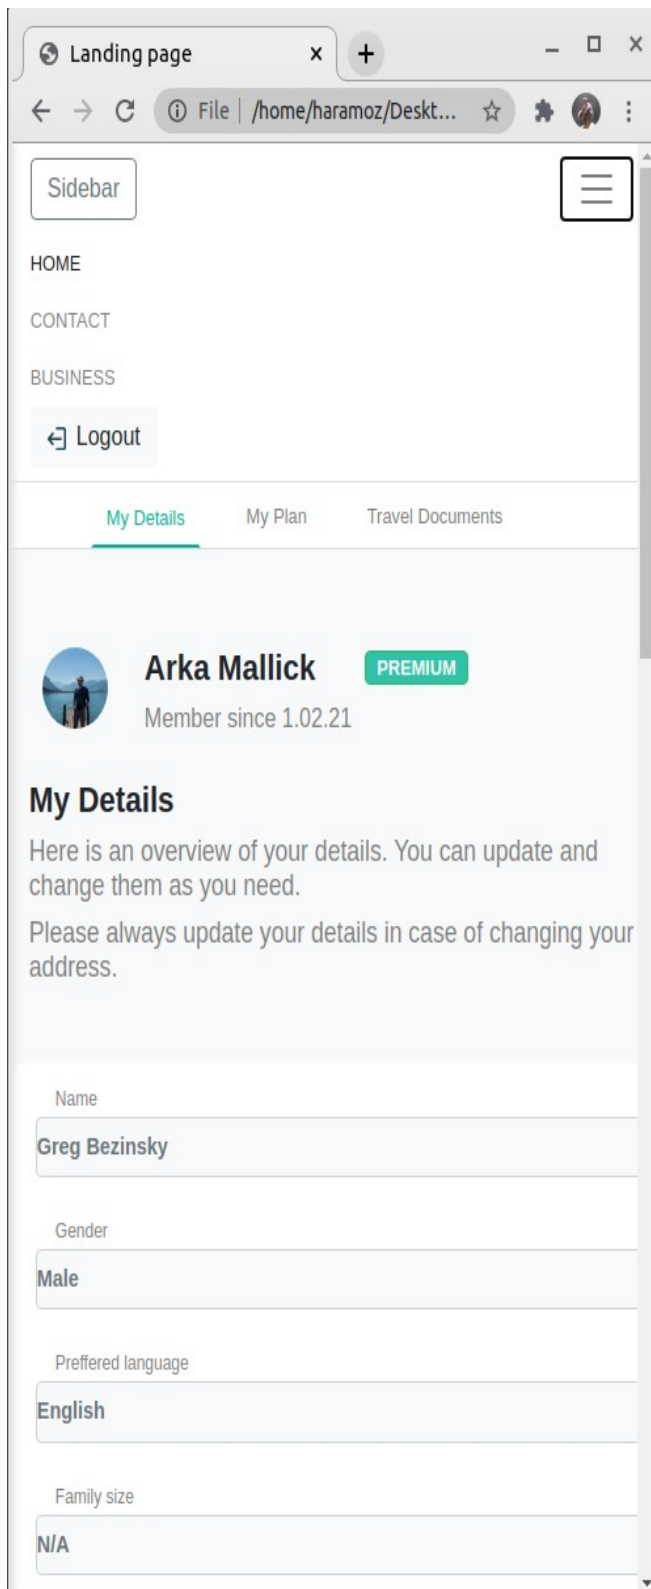 Landing page
File | /home/haramoz/Deskt...
Sidebar
HOME
CONTACT
BUSINESS
Logout
My Details My Plan Travel Documents
Arka Mallick PREMIUM
Member since 1.02.21
My Details
Here is an overview of your details. You can update and
change them as you need.
Please always update your details in case of changing your
address.
Name
Greg Bezinsky
Gender
Male
Preffered language
English
Family size
N/A